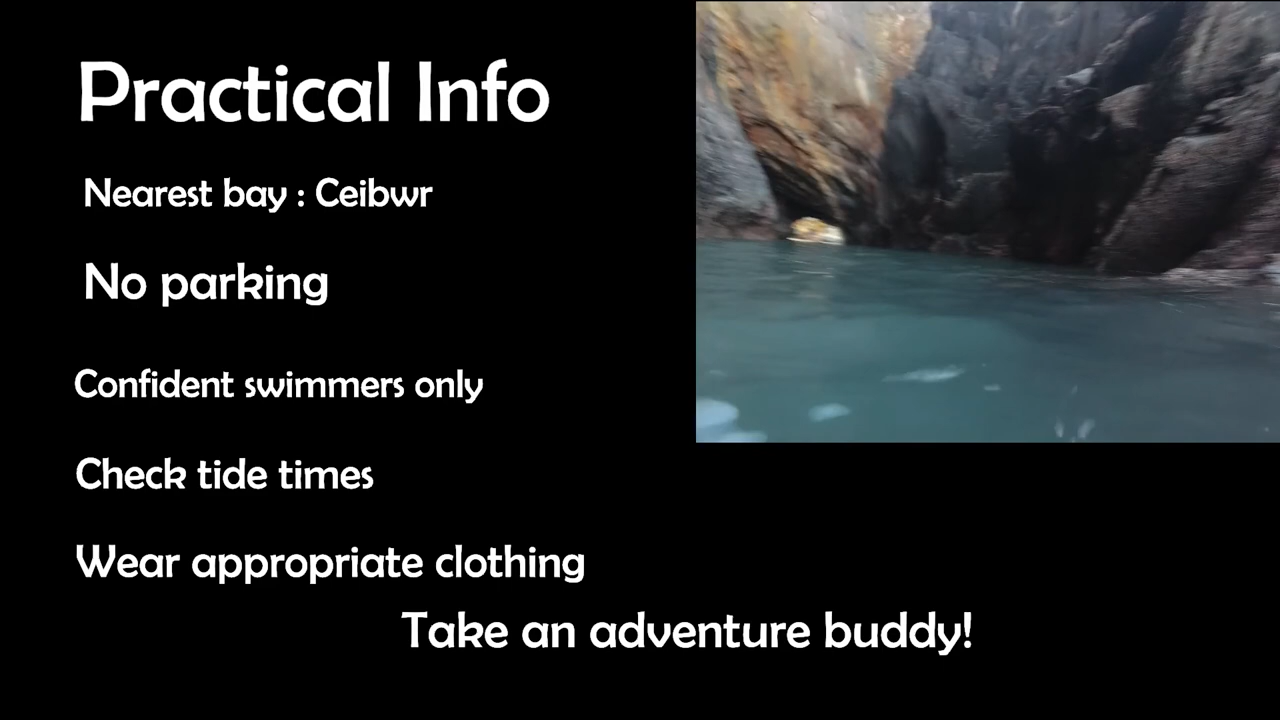 Practical Info
Nearest bay : Ceibwr
No parking
Confident swimmers only
Check tide times
Wear appropriate clothing
Take an adventure buddy!